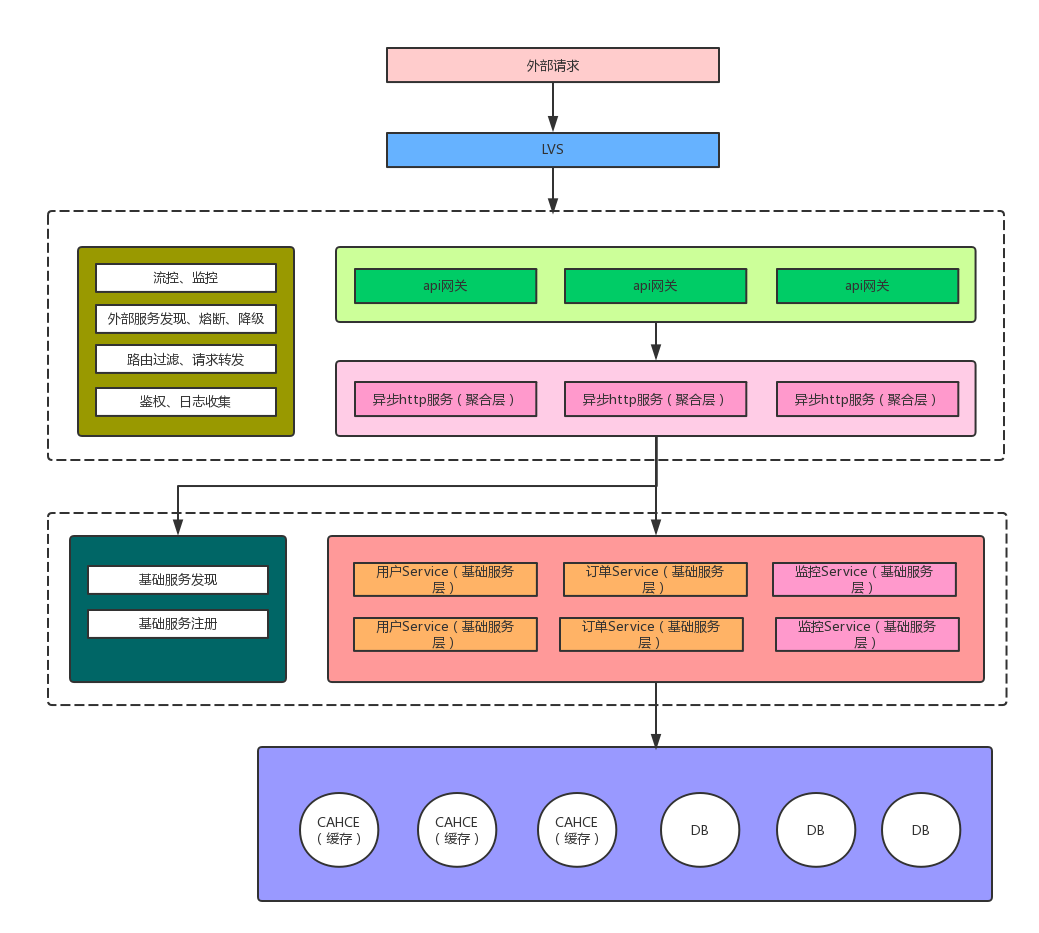 外部请求
LVS
流控、监控
外部服务发现、熔断、降级
路由过滤、请求转发
鉴权、日志收集
api网关
api网关
api网关
异步http服务（聚合层）
异步http服务（聚合层）
异步http服务（聚合层）
基础服务发现
基础服务注册
用户Service（基础服务
层）
订单Service（基础服务
层）
监控Service（基础服务
层）
用户Service（基础服务
层）
订单Service（基础服务
层）
监控Service（基础服务
层）
CAHCE
（缓存）
CAHCE
（缓存）
CAHCE
（缓存）
DB
DB
DB